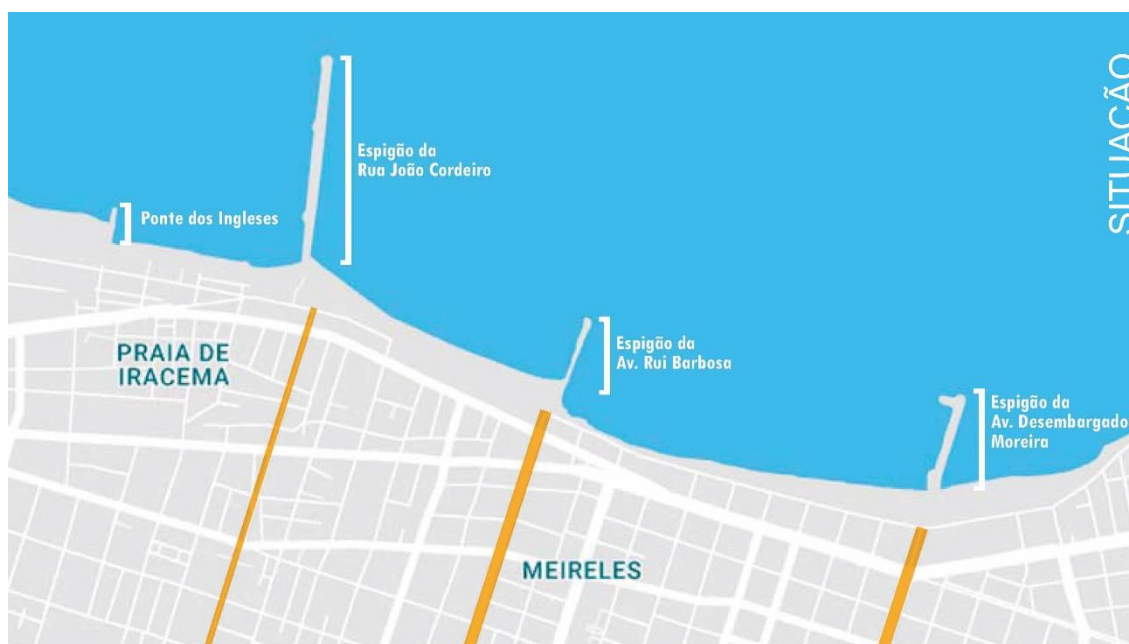 SITUAÇÃO
Espigão da
Rua João Cordeiro
Ponte dos Ingleses
Espigão da
Av. Rui Barbosa
PRAIA DE
IRACEMA
Espigão da
Av. Desembargado
Moreira
MEIRELES